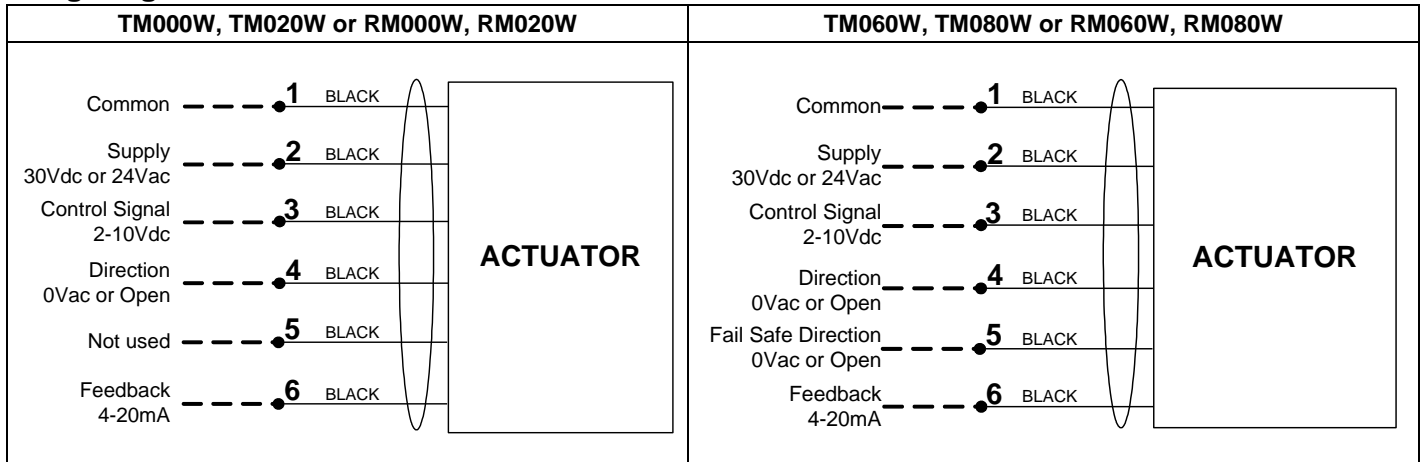 TM000W, TM020W or RM000W, RM020W
Common
1 BLACK
Supply
30Vdc or 24Vac
2 BLACK
Control Signal
2-10Vdc
3 BLACK
Direction
0Vac or Open
4 BLACK
Not used
5 BLACK
Feedback
4-20mA
6 BLACK
ACTUATOR
TM060W, TM080W or RM060W, RM080W
Common
1 BLACK
Supply
30Vdc or 24Vac
2 BLACK
Control Signal
2-10Vdc
3 BLACK
Direction
0Vac or Open
4 BLACK
Fail Safe Direction
0Vac or Open
5 BLACK
Feedback
4-20mA
6 BLACK
ACTUATOR